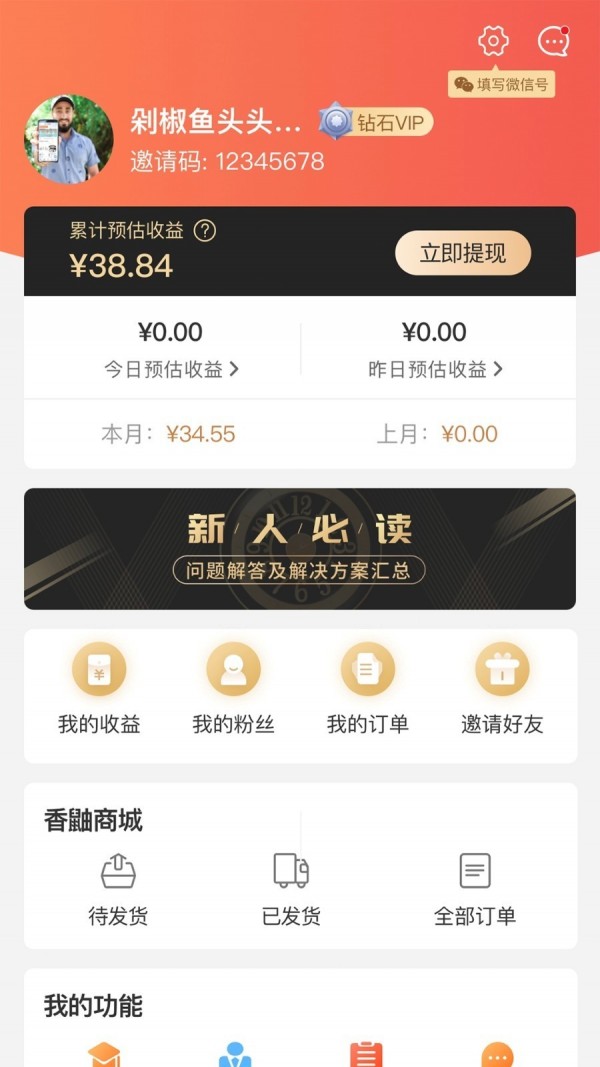 填写微信号
剁椒鱼头头...
钻石VIP
邀请码: 12345678
累计预估收益 ?
¥38.84
立即提现
¥0.00
¥0.00
今日预估收益
昨日预估收益
本月: ¥34.55
上月: ¥0.00
新/人/必/读
问题解答及解决方案汇总
我的收益
我的粉丝
我的订单
邀请好友
香鼬商城
待发货
已发货
全部订单
我的功能